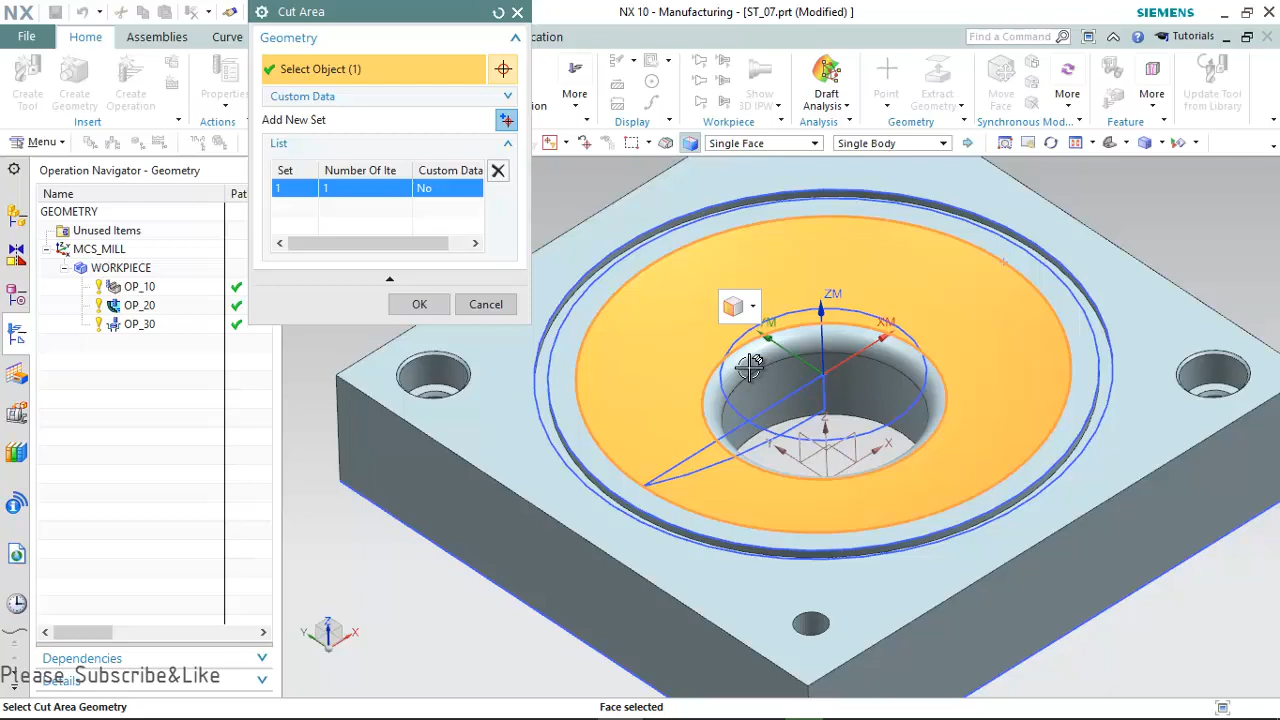 NX
Cut Area
NX 10 - Manufacturing - [ST_07.prt (Modified) ]
SIEMENS
File
Home
Assemblies
Curve
cation
Find a Command
Tutorials
Create Tool
Create Geometry
Create Operation
Properties
More
Show 3D IPW
Draft Analysis
Point
Extract Geometry
Move Face
More
More
Update Tool from Library
Insert
Actions
Display
Workpiece
Analysis
Geometry
Synchronous Mod...
Feature
Geometry
Select Object (1)
Custom Data
Add New Set
List
Set
Number Of Ite
Custom Data
1
1
No
OK
Cancel
Menu
Single Face
Single Body
Operation Navigator - Geometry
Name
Pat
GEOMETRY
Unused Items
MCS_MILL
WORKPIECE
OP_10
OP_20
OP_30
ZM
YM
XM
Z
Y
X
Z
Y
X
Dependencies
Please Subscribe&Like
Details
Select Cut Area Geometry
Face selected